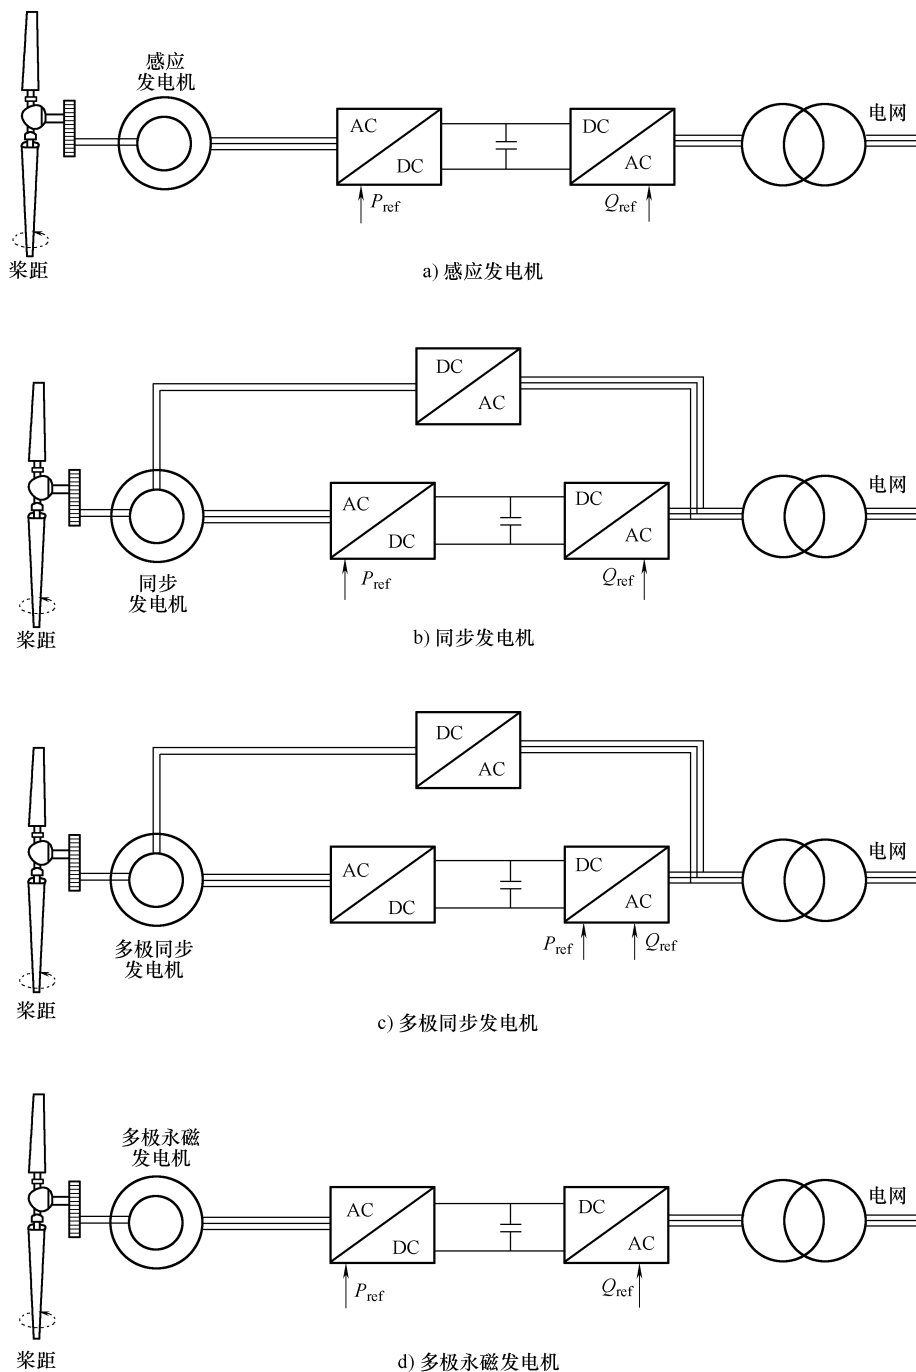 感应
发电机
电网
AC
DC
DC
AC
Pref
Qref
桨距
a) 感应发电机
DC
AC
电网
AC
DC
DC
AC
Pref
Qref
同步
发电机
桨距
b) 同步发电机
DC
AC
电网
AC
DC
DC
AC
Pref
Qref
多极同步
发电机
桨距
c) 多极同步发电机
多极永磁
发电机
电网
AC
DC
DC
AC
Pref
Qref
桨距
d) 多极永磁发电机